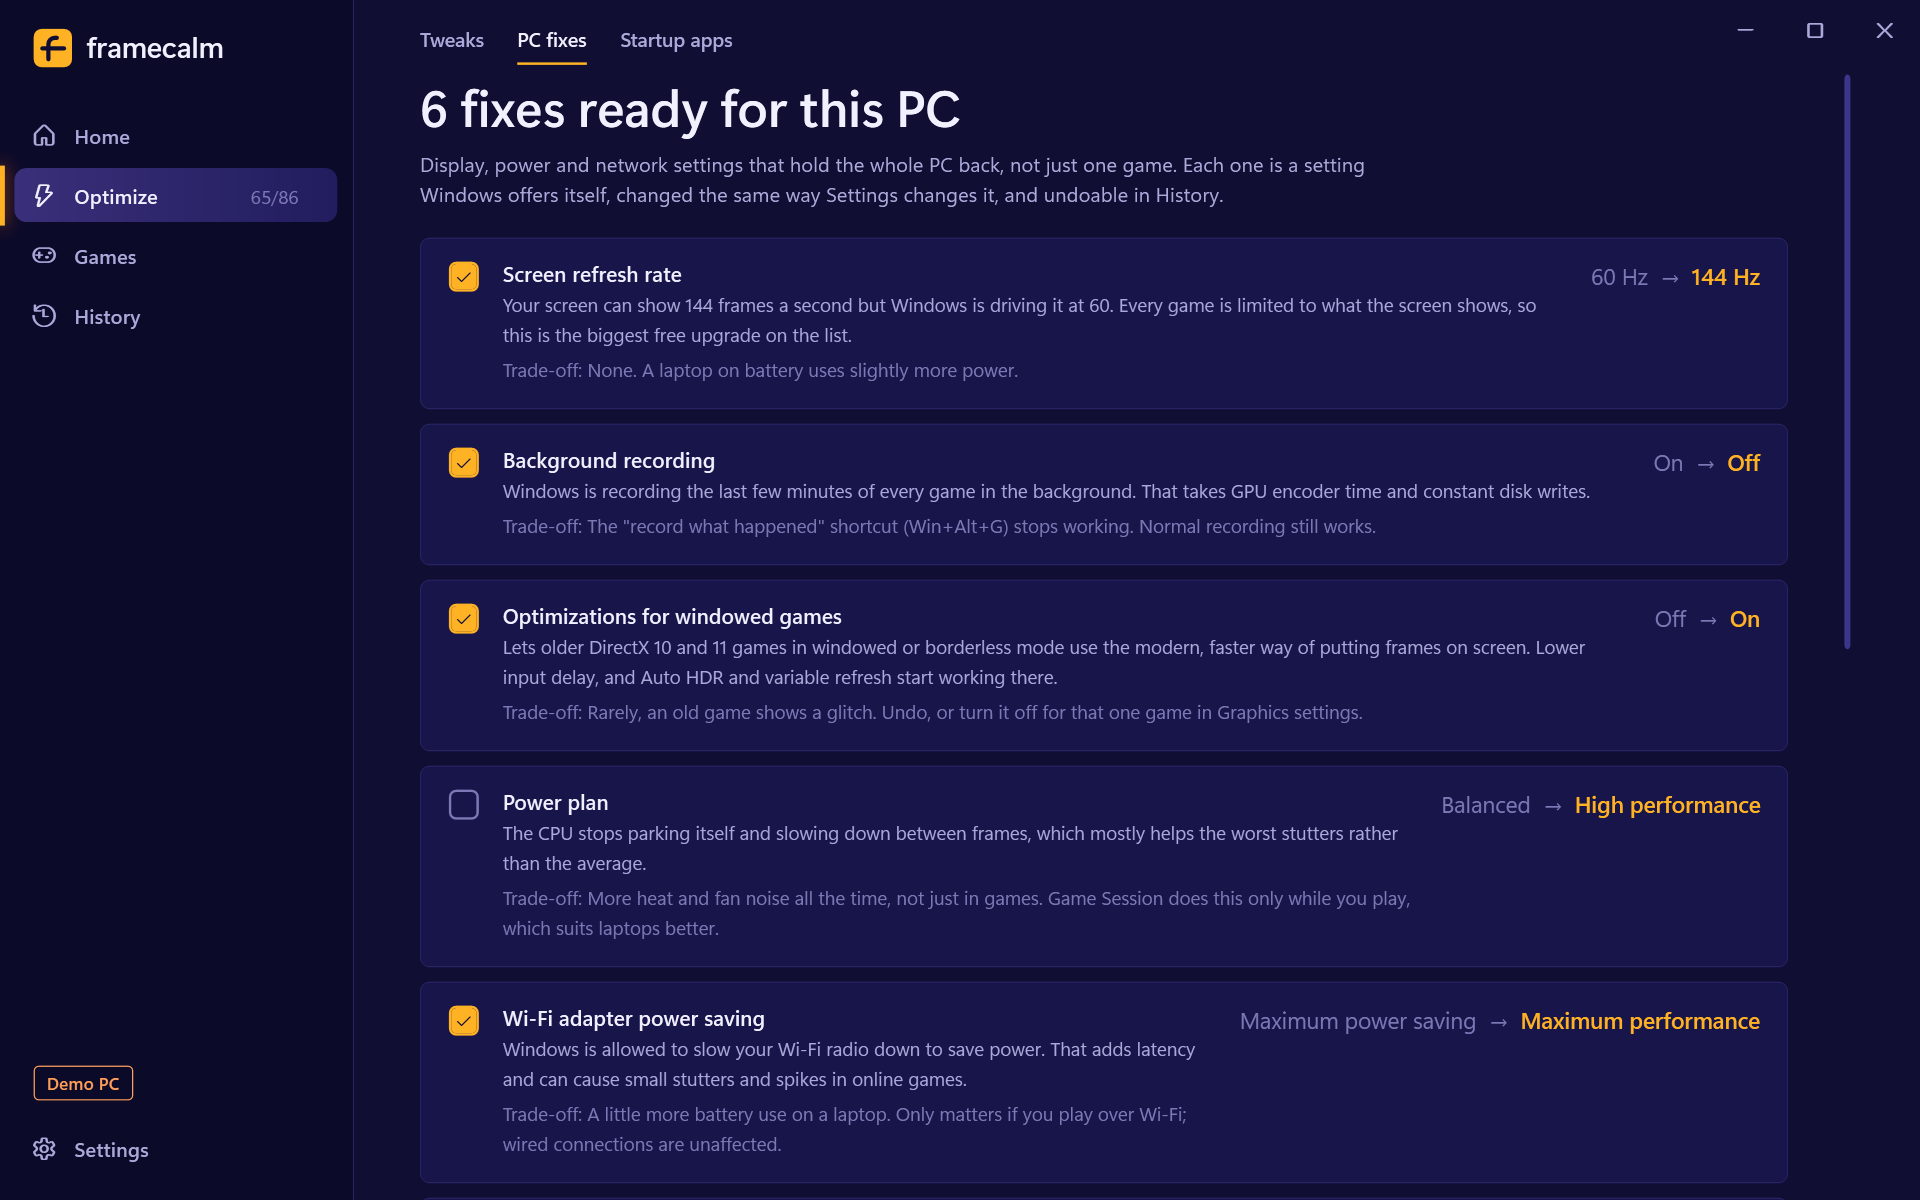 framecalm
Home
Optimize 65/86
Games
History
Demo PC
Settings
Tweaks PC fixes Startup apps
6 fixes ready for this PC
Display, power and network settings that hold the whole PC back, not just one game. Each one is a setting
Windows offers itself, changed the same way Settings changes it, and undoable in History.
Screen refresh rate 60 Hz → 144 Hz
Your screen can show 144 frames a second but Windows is driving it at 60. Every game is limited to what the screen shows, so
this is the biggest free upgrade on the list.
Trade-off: None. A laptop on battery uses slightly more power.
Background recording On → Off
Windows is recording the last few minutes of every game in the background. That takes GPU encoder time and constant disk writes.
Trade-off: The "record what happened" shortcut (Win+Alt+G) stops working. Normal recording still works.
Optimizations for windowed games Off → On
Lets older DirectX 10 and 11 games in windowed or borderless mode use the modern, faster way of putting frames on screen. Lower
input delay, and Auto HDR and variable refresh start working there.
Trade-off: Rarely, an old game shows a glitch. Undo, or turn it off for that one game in Graphics settings.
Power plan Balanced → High performance
The CPU stops parking itself and slowing down between frames, which mostly helps the worst stutters rather
than the average.
Trade-off: More heat and fan noise all the time, not just in games. Game Session does this only while you play,
which suits laptops better.
Wi-Fi adapter power saving Maximum power saving → Maximum performance
Windows is allowed to slow your Wi-Fi radio down to save power. That adds latency
and can cause small stutters and spikes in online games.
Trade-off: A little more battery use on a laptop. Only matters if you play over Wi-Fi;
wired connections are unaffected.